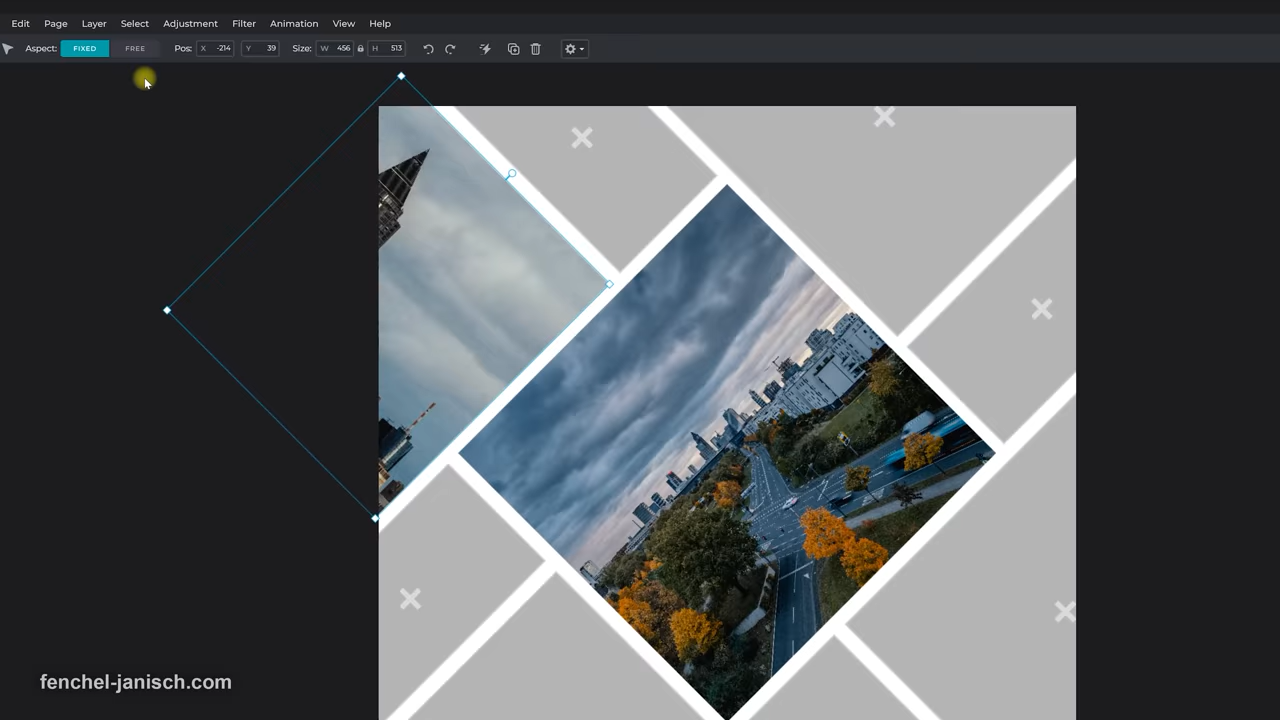 Edit Page Layer Select Adjustment Filter Animation View Help
Aspect: FIXED FREE Pos: X -214 Y 39 Size: W 456 H 513
fenchel-janisch.com